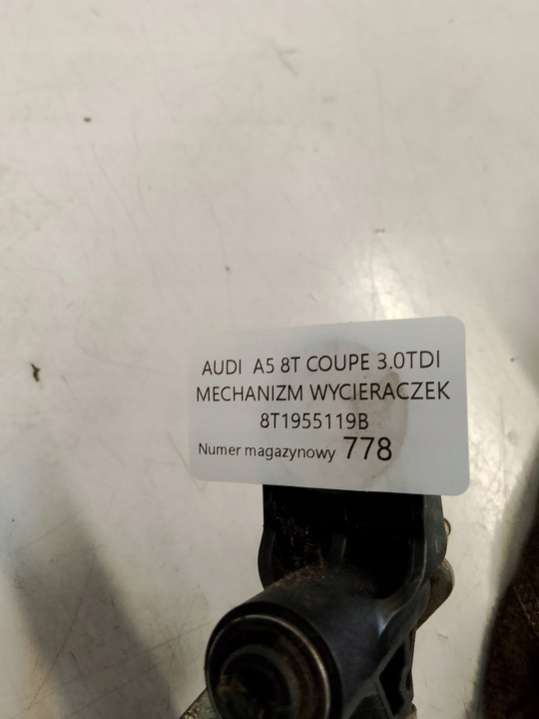 AUDI A5 8T COUPE 3.0TDI
MECHANIZM WYCIERACZEK
8T1955119B
Numer magazynowy 778